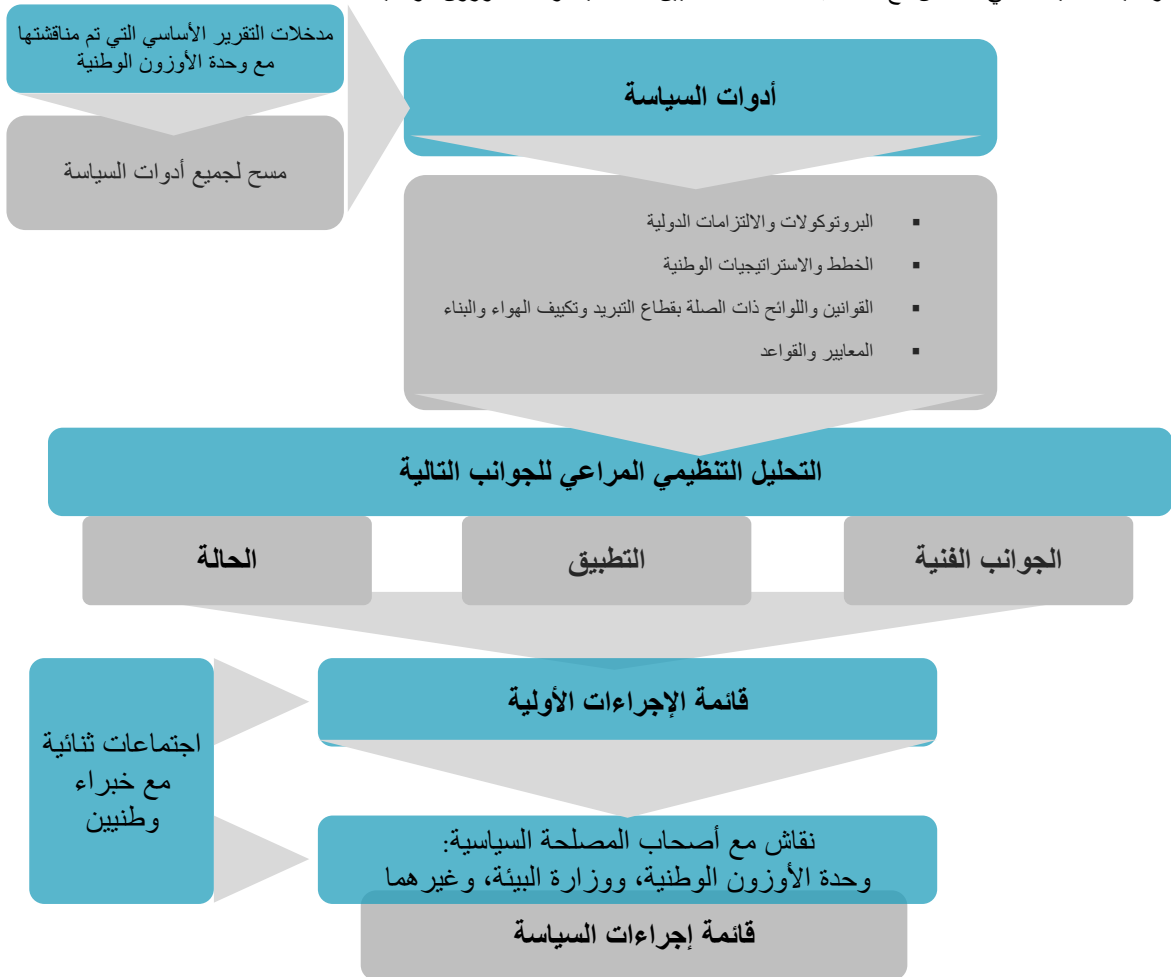 مدخلات التقرير الأساسي التي تم مناقشتها
مع وحدة الأوزون الوطنية
مسح لجميع أدوات السياسة
أدوات السياسة
▪ البروتوكولات والالتزامات الدولية
▪ الخطط والاستراتيجيات الوطنية
▪ القوانين واللوائح ذات الصلة بقطاع التبريد وتكييف الهواء والبناء
▪ المعايير والقواعد
التحليل التنظيمي المراعي للجوانب التالية
الجوانب الفنية
التطبيق
الحالة
قائمة الإجراءات الأولية
اجتماعات ثنائية
مع خبراء
وطنيين
نقاش مع أصحاب المصلحة السياسية:
وحدة الأوزون الوطنية، ووزارة البيئة، وغيرهما
قائمة إجراءات السياسة